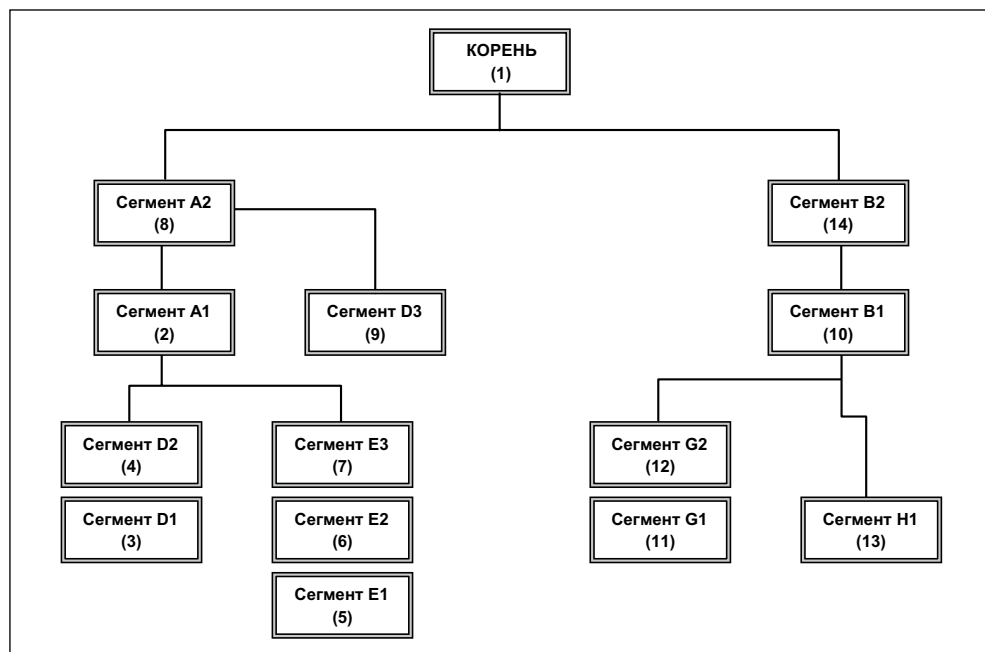 КОРЕНЬ
(1)
Сегмент A2
(8)
Сегмент B2
(14)
Сегмент A1
(2)
Сегмент D3
(9)
Сегмент B1
(10)
Сегмент D2
(4)
Сегмент E3
(7)
Сегмент G2
(12)
Сегмент D1
(3)
Сегмент E2
(6)
Сегмент G1
(11)
Сегмент H1
(13)
Сегмент E1
(5)